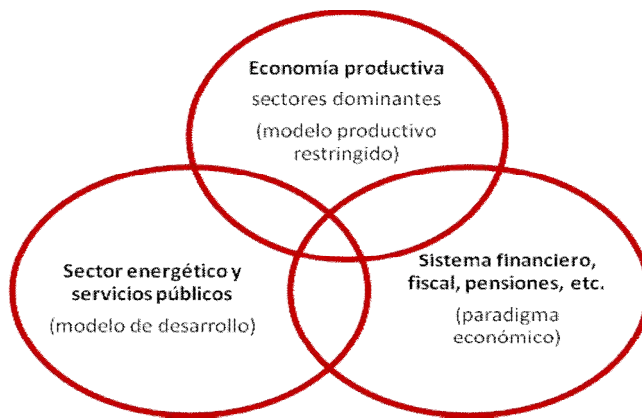 Economía productiva
sectores dominantes
(modelo productivo
restringido)
Sector energético y
servicios públicos
(modelo de desarrollo)
Sistema financiero,
fiscal, pensiones, etc.
(paradigma
económico)